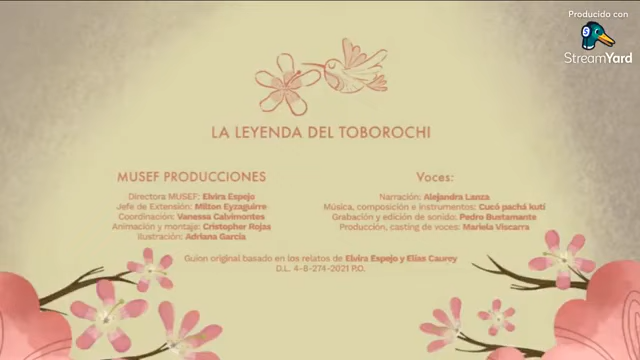 Producido con
StreamYard
LA LEYENDA DEL TOBOROCHI
MUSEF PRODUCCIONES
Directora MUSEF: Elvira Espejo
Jefe de Extensión: Milton Eyzaguirre
Coordinación: Vanessa Calvimontes
Animación y montaje: Cristopher Rojas
Ilustración: Adriana García
Voces:
Narración: Alejandra Lanza
Música, composición e instrumentos: Cucó pachá kutí
Grabación y edición de sonido: Pedro Bustamante
Producción, casting de voces: Mariela Viscarra
Guion original basado en los relatos de Elvira Espejo y Elías Caurey
D.L. 4-8-274-2021 P.O.